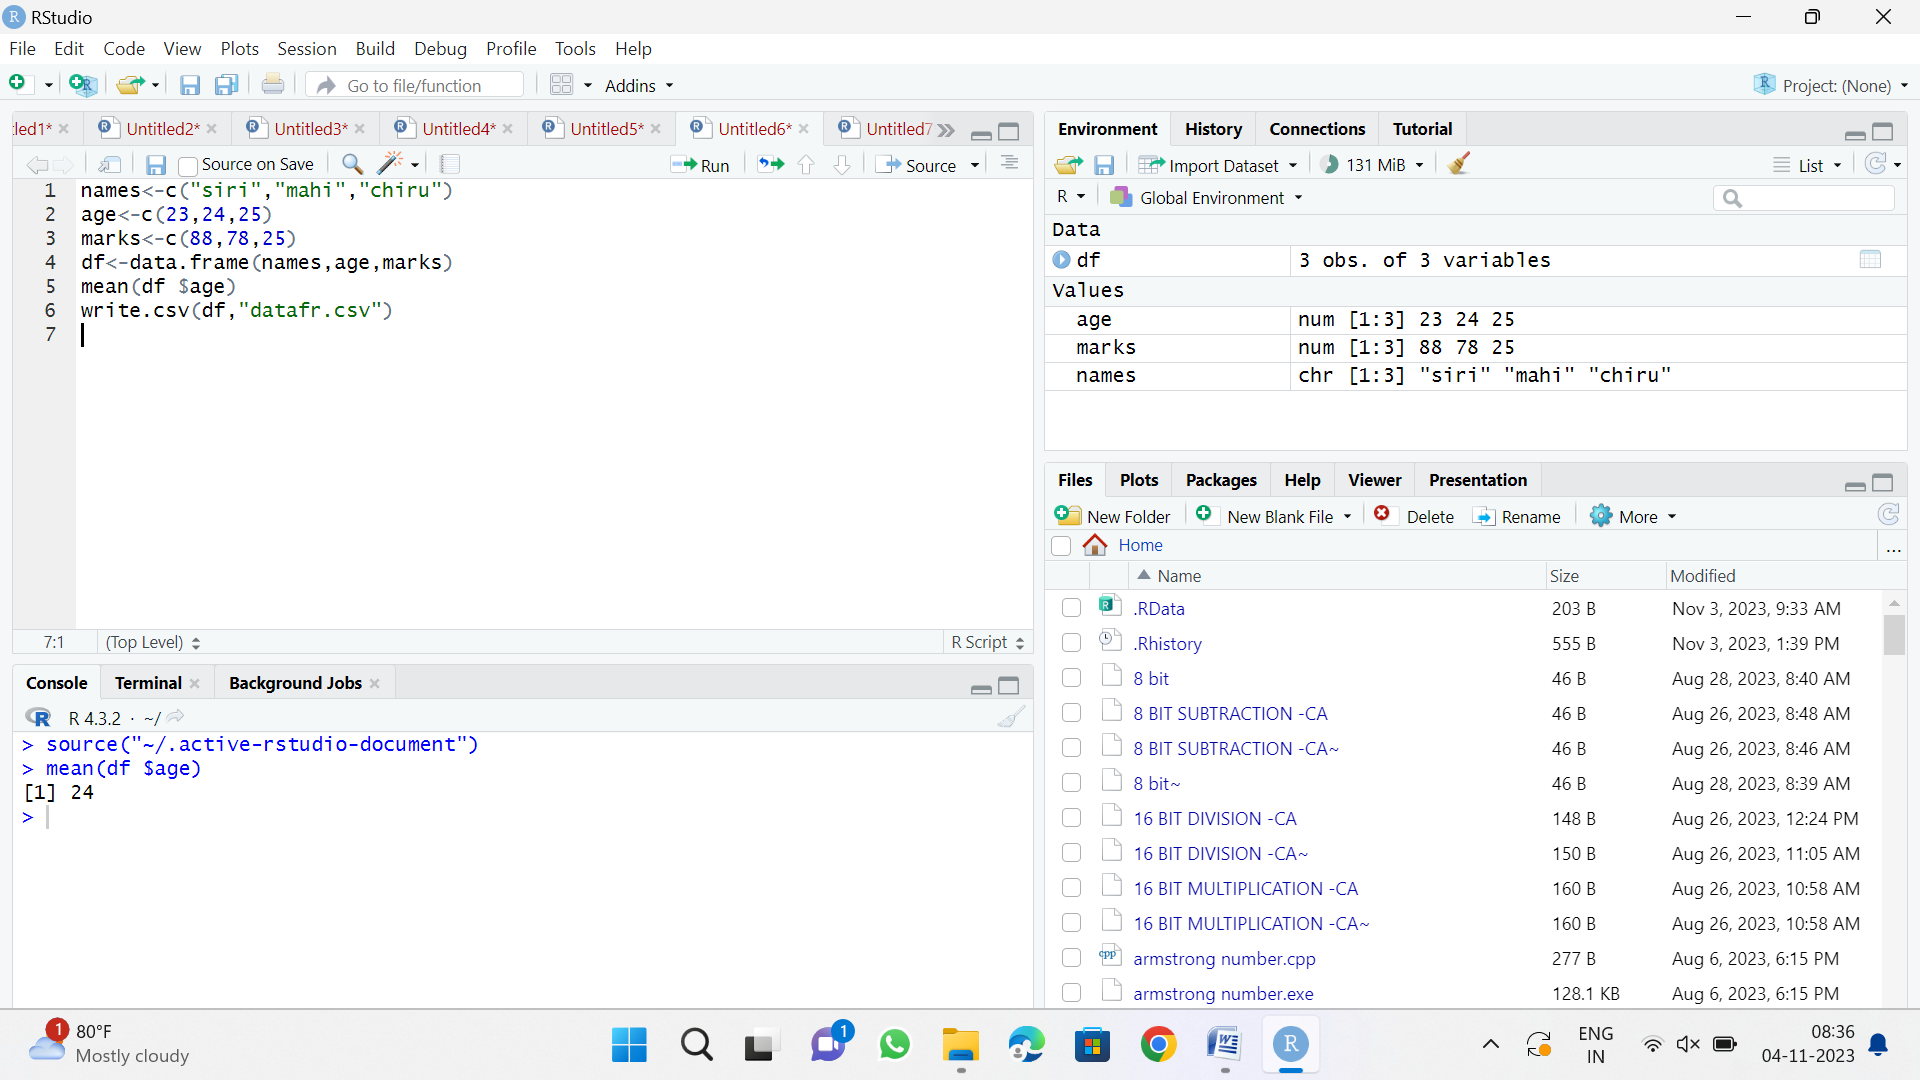 RStudio
File Edit Code View Plots Session Build Debug Profile Tools Help
Go to file/function Addins Project: (None)
led1* Untitled2* Untitled3* Untitled4* Untitled5* Untitled6* Untitled7
Source on Save Run Source
1 names<-c("siri","mahi","chiru")
2 age<-c(23,24,25)
3 marks<-c(88,78,25)
4 df<-data.frame(names,age,marks)
5 mean(df $age)
6 write.csv(df,"datafr.csv")
7
7:1 (Top Level) R Script
Console Terminal Background Jobs
R 4.3.2 · ~/
> source("~/.active-rstudio-document")
> mean(df $age)
[1] 24
>
Environment History Connections Tutorial
Import Dataset 131 MiB List
R Global Environment
Data
df 3 obs. of 3 variables
Values
age num [1:3] 23 24 25
marks num [1:3] 88 78 25
names chr [1:3] "siri" "mahi" "chiru"
Files Plots Packages Help Viewer Presentation
New Folder New Blank File Delete Rename More
Home ...
Name Size Modified
.RData 203 B Nov 3, 2023, 9:33 AM
.Rhistory 555 B Nov 3, 2023, 1:39 PM
8 bit 46 B Aug 28, 2023, 8:40 AM
8 BIT SUBTRACTION -CA 46 B Aug 26, 2023, 8:48 AM
8 BIT SUBTRACTION -CA~ 46 B Aug 26, 2023, 8:46 AM
8 bit~ 46 B Aug 28, 2023, 8:39 AM
16 BIT DIVISION -CA 148 B Aug 26, 2023, 12:24 PM
16 BIT DIVISION -CA~ 150 B Aug 26, 2023, 11:05 AM
16 BIT MULTIPLICATION -CA 160 B Aug 26, 2023, 10:58 AM
16 BIT MULTIPLICATION -CA~ 160 B Aug 26, 2023, 10:58 AM
cpp armstrong number.cpp 277 B Aug 6, 2023, 6:15 PM
armstrong number.exe 128.1 KB Aug 6, 2023, 6:15 PM
1 80°F
Mostly cloudy
1
ENG
IN
08:36
04-11-2023